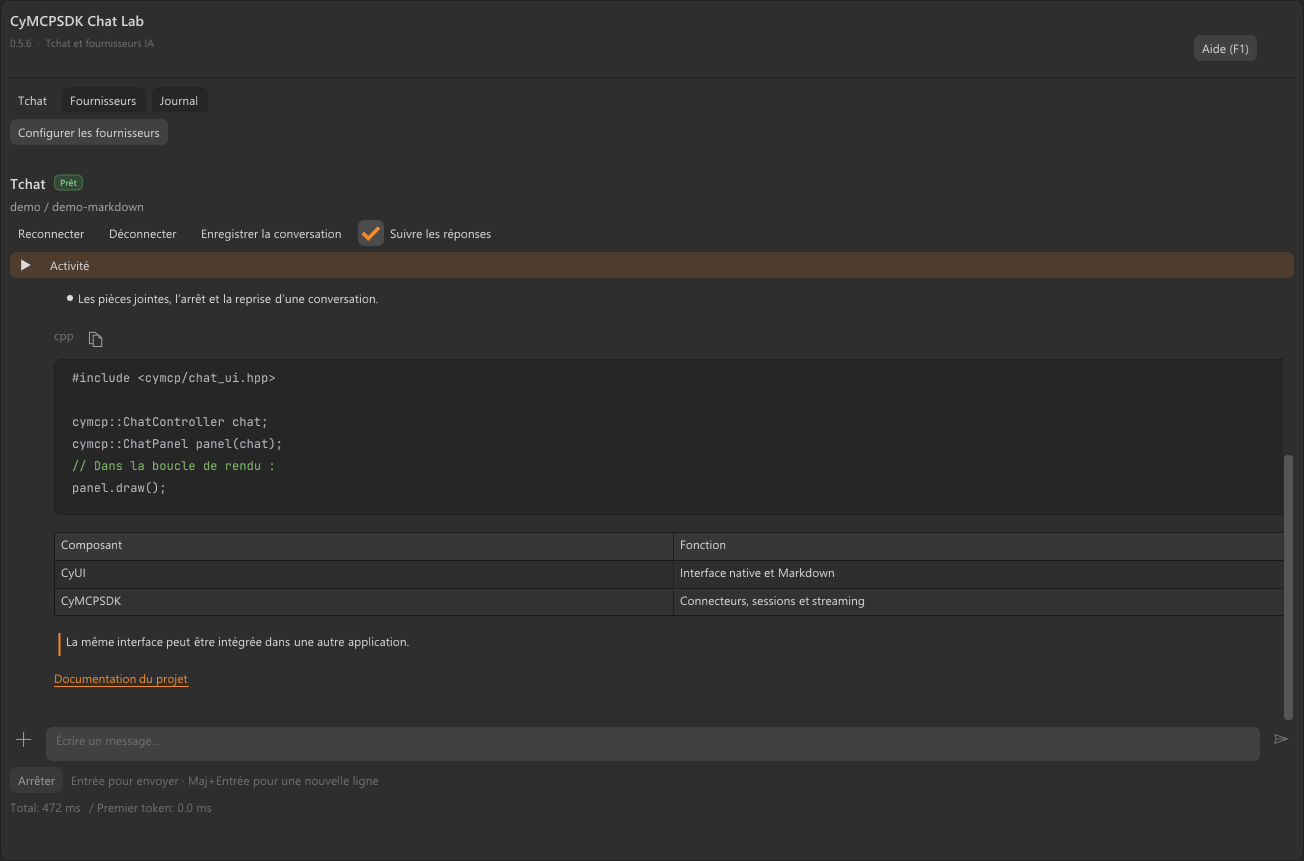 CyMCPSDK Chat Lab
0.5.6 · Tchat et fournisseurs IA
Aide (F1)
Tchat Fournisseurs Journal
Configurer les fournisseurs
Tchat Prêt
demo / demo-markdown
Reconnecter Déconnecter Enregistrer la conversation Suivre les réponses
Activité
• Les pièces jointes, l'arrêt et la reprise d'une conversation.
cpp
#include <cymcp/chat_ui.hpp>
cymcp::ChatController chat;
cymcp::ChatPanel panel(chat);
// Dans la boucle de rendu :
panel.draw();
Composant Fonction
CyUI Interface native et Markdown
CyMCPSDK Connecteurs, sessions et streaming
La même interface peut être intégrée dans une autre application.
Documentation du projet
Écrire un message...
Arrêter Entrée pour envoyer · Maj+Entrée pour une nouvelle ligne
Total: 472 ms / Premier token: 0.0 ms